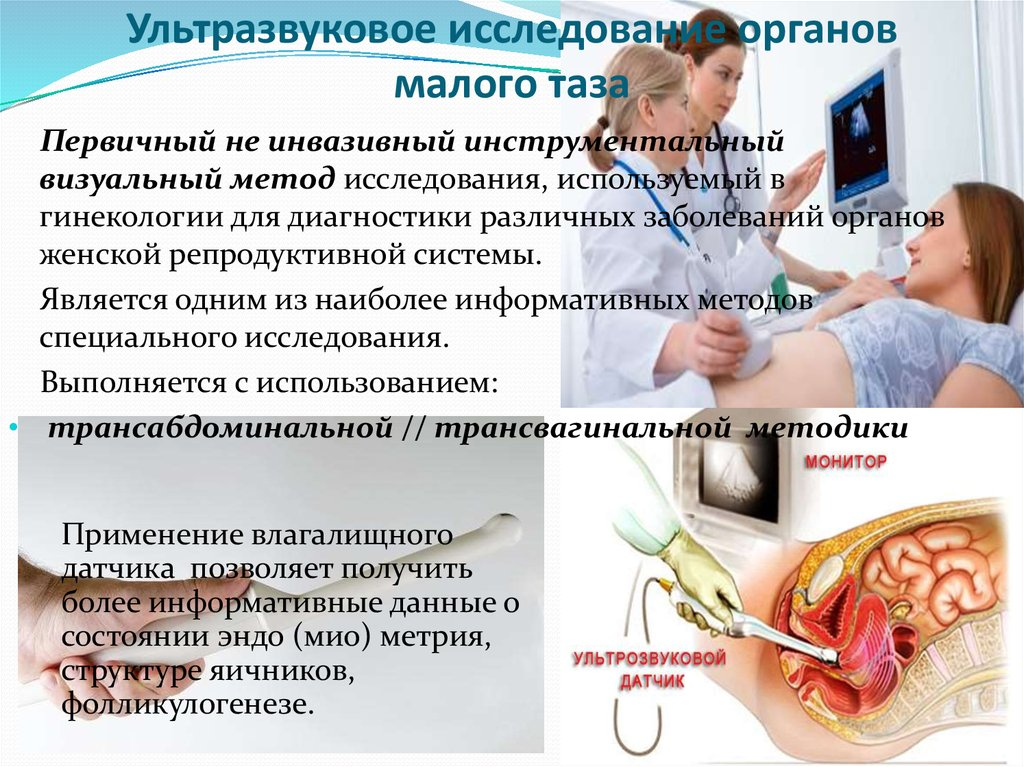 Ультразвуковое исследование органов
малого таза
Первичный не инвазивный инструментальный
визуальный метод исследования, используемый в
гинекологии для диагностики различных заболеваний органов
женской репродуктивной системы.
Является одним из наиболее информативных методов
специального исследования.
Выполняется с использованием:
• трансабдоминальной // трансвагинальной методики
МОНИТОР
Применение влагалищного
датчика позволяет получить
более информативные данные о
состоянии эндо (мио) метрия,
структуре яичников,
фолликулогенезе.
УЛЬТРОЗВУКОВОЙ
ДАТЧИК